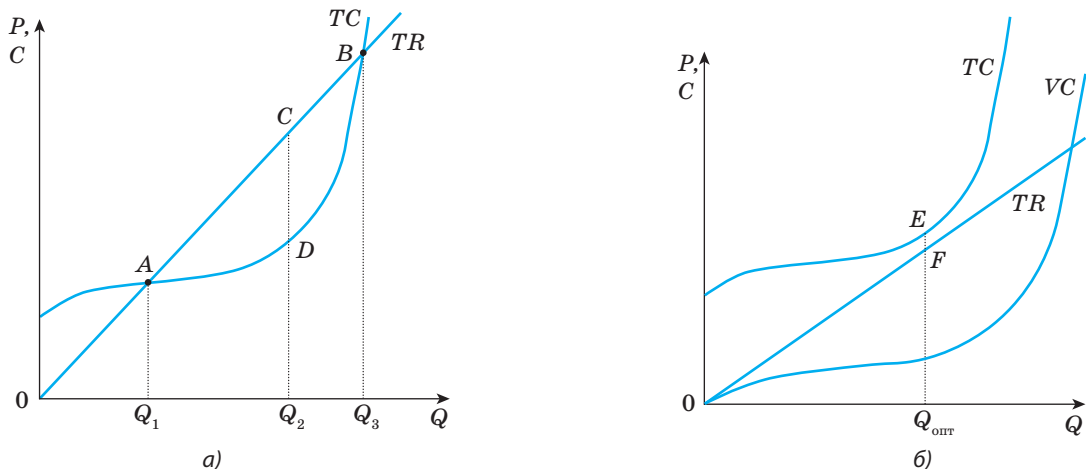 P,
C
TC
TR
B
C
A
D
0
Q1
Q2
Q3
Q
а)
P,
C
TC
VC
TR
E
F
0
Qопт
Q
б)